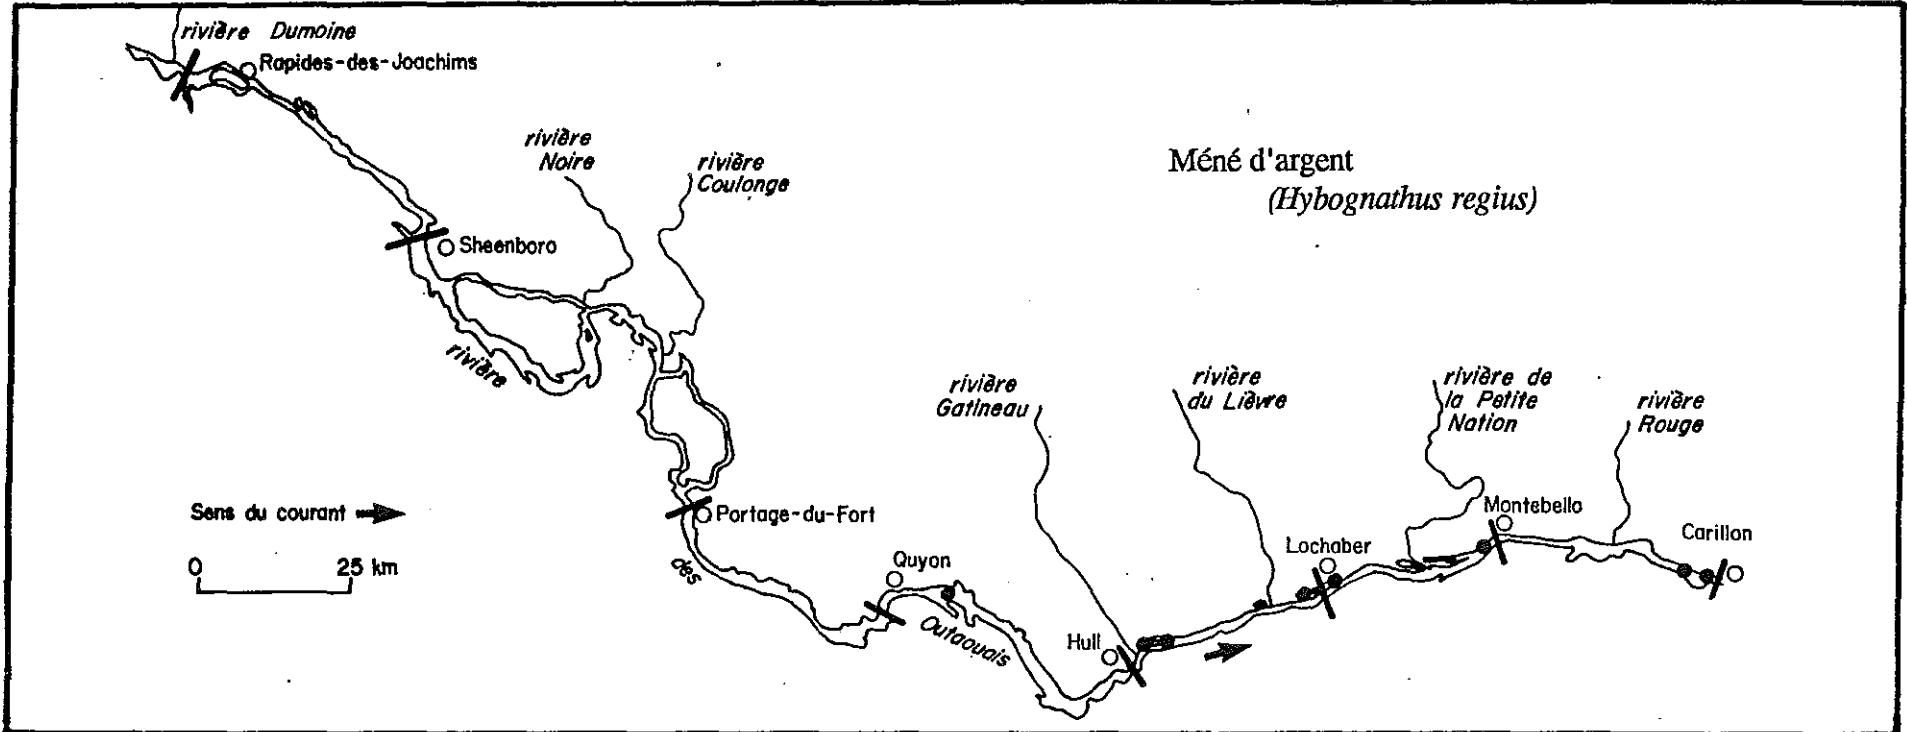 rivière Dumoine
Rapides-des-Joachims
rivière
Noire
rivière
Coulonge
Méné d'argent
(Hybognathus regius)
Sheenboro
rivière
rivière
Gatineau
rivière
du Lièvre
rivière de
la Petite
Nation
rivière
Rouge
Sens du courant
Portage-du-Fort
Montebello
Carillon
0 25 km
des
Quyon
Lochaber
Outaouais
Hull